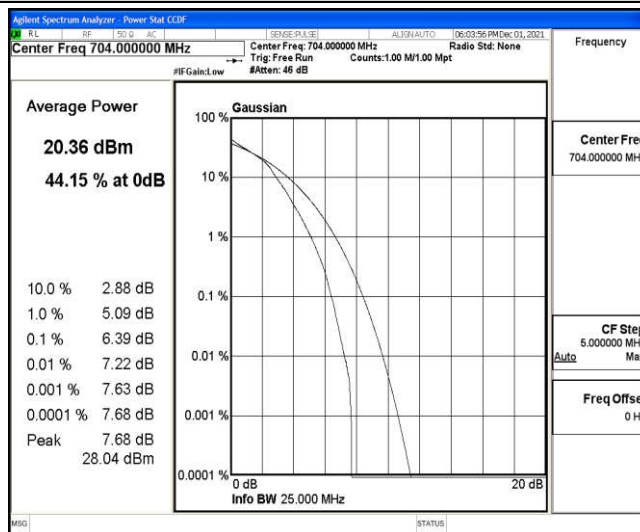 Agilent Spectrum Analyzer - Power Stat CCDF
RL RF 50 Ω AC SENSE:PULSE ALIGNAUTO 06:03:56 PM Dec 01, 2021
Center Freq 704.000000 MHz
Center Freq: 704.000000 MHz Radio Std: None
Trig: Free Run Counts:1.00 M/1.00 Mpt
#IFGain:Low #Atten: 46 dB
Frequency
Average Power
20.36 dBm
44.15 % at 0dB
10.0 % 2.88 dB
1.0 % 5.09 dB
0.1 % 6.39 dB
0.01 % 7.22 dB
0.001 % 7.63 dB
0.0001 % 7.68 dB
Peak 7.68 dB
28.04 dBm
Gaussian
100 %
10 %
1 %
0.1 %
0.01 %
0.001 %
0.0001 %
0 dB 20 dB
Info BW 25.000 MHz
Center Fre
704.000000 MH
CF Ste
5.000000 MH
Auto Ma
Freq Offse
0 H
MSG STATUS